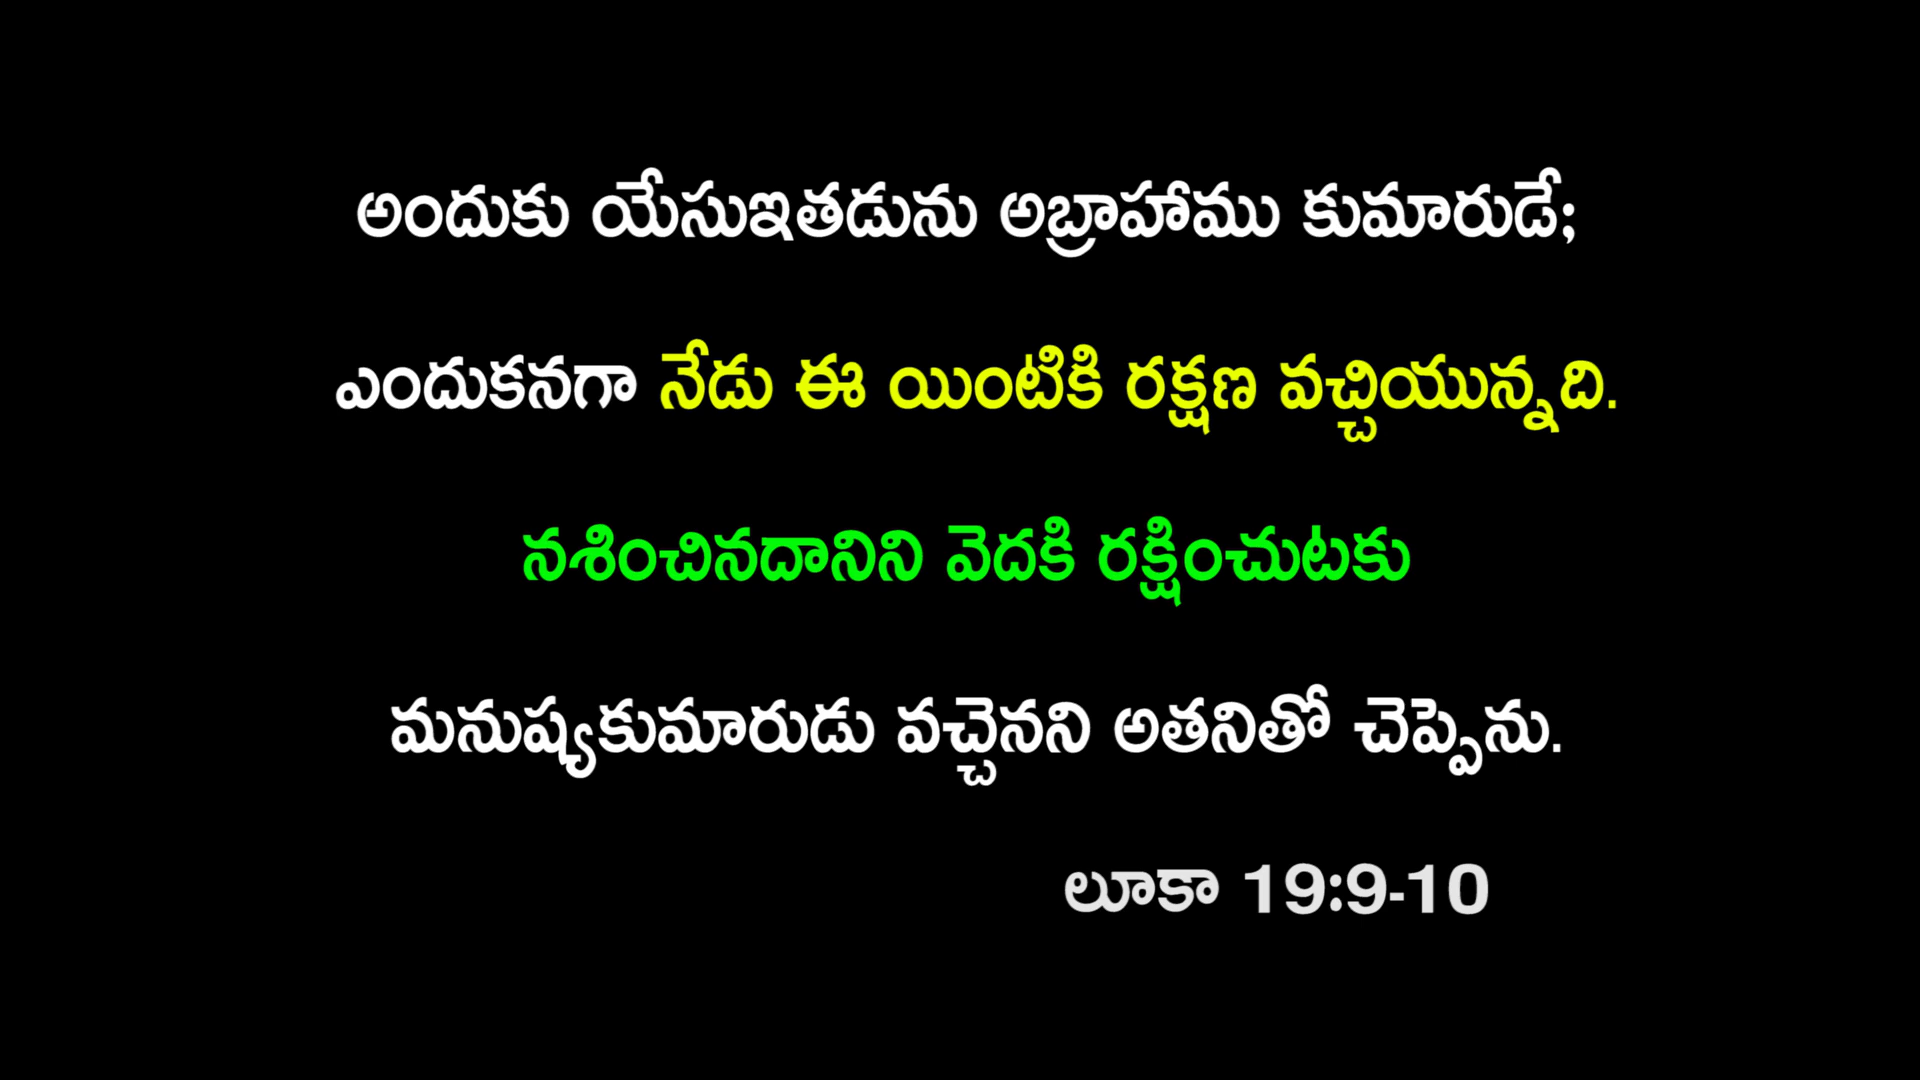 అందుకు యేసుఇతడును అబ్రాహాము కుమారుడే;
ఎందుకనగా నేడు ఈ యింటికి రక్షణ వచ్చియున్నది.
నశించినదానిని వెదకి రక్షించుటకు
మనుష్యకుమారుడు వచ్చెనని అతనితో చెప్పెను.
లూకా 19:9-10